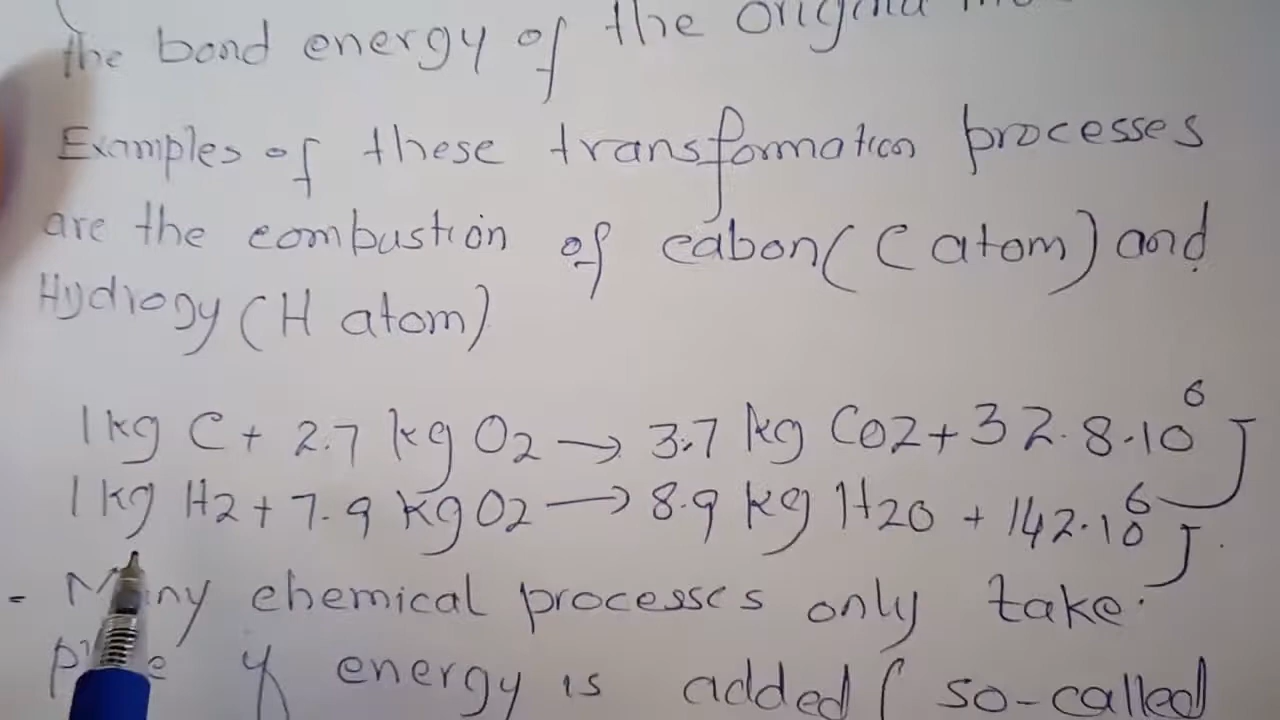 the bond energy of the origina
Examples of these transformation processes
are the combustion of cabon (C atom) and
Hydrogy (H atom)
1 kg C + 2.7 kg O2 → 3.7 kg CO2 + 32.8.10⁶ J
1 kg H2 + 7.9 kg O2 → 8.9 kg H2O + 142.10⁶ J.
- Many chemical processes only take
if energy is added ( so-called